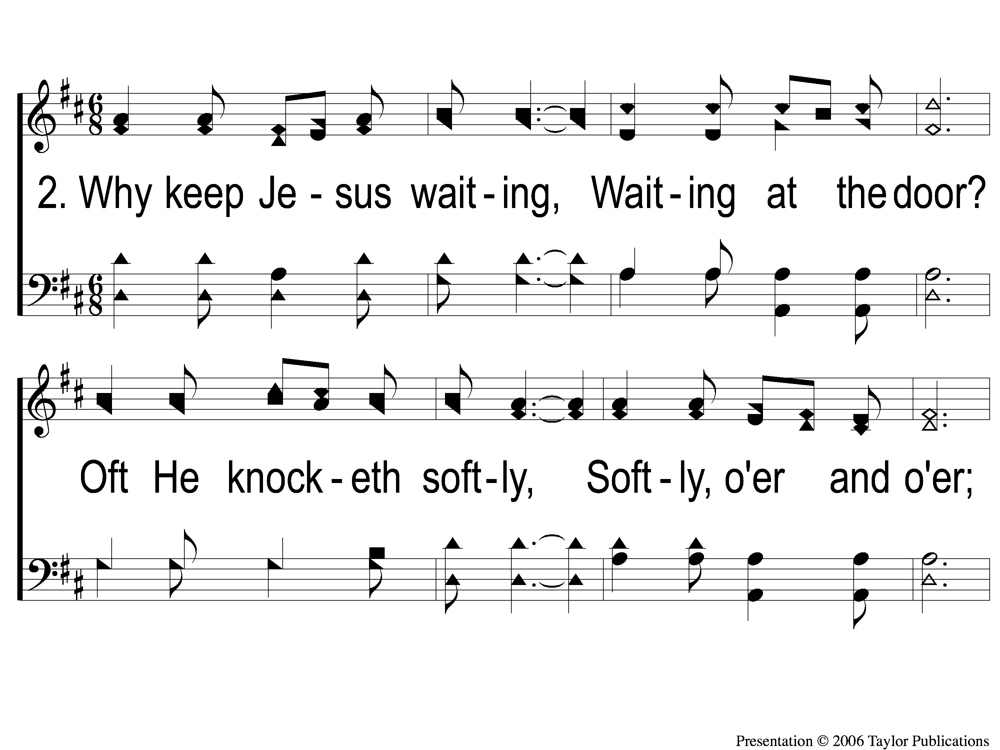 2. Why keep Je - sus wait - ing, Wait - ing at the door?
Oft He knock - eth soft - ly, Soft - ly, o'er and o'er;
Presentation © 2006 Taylor Publications